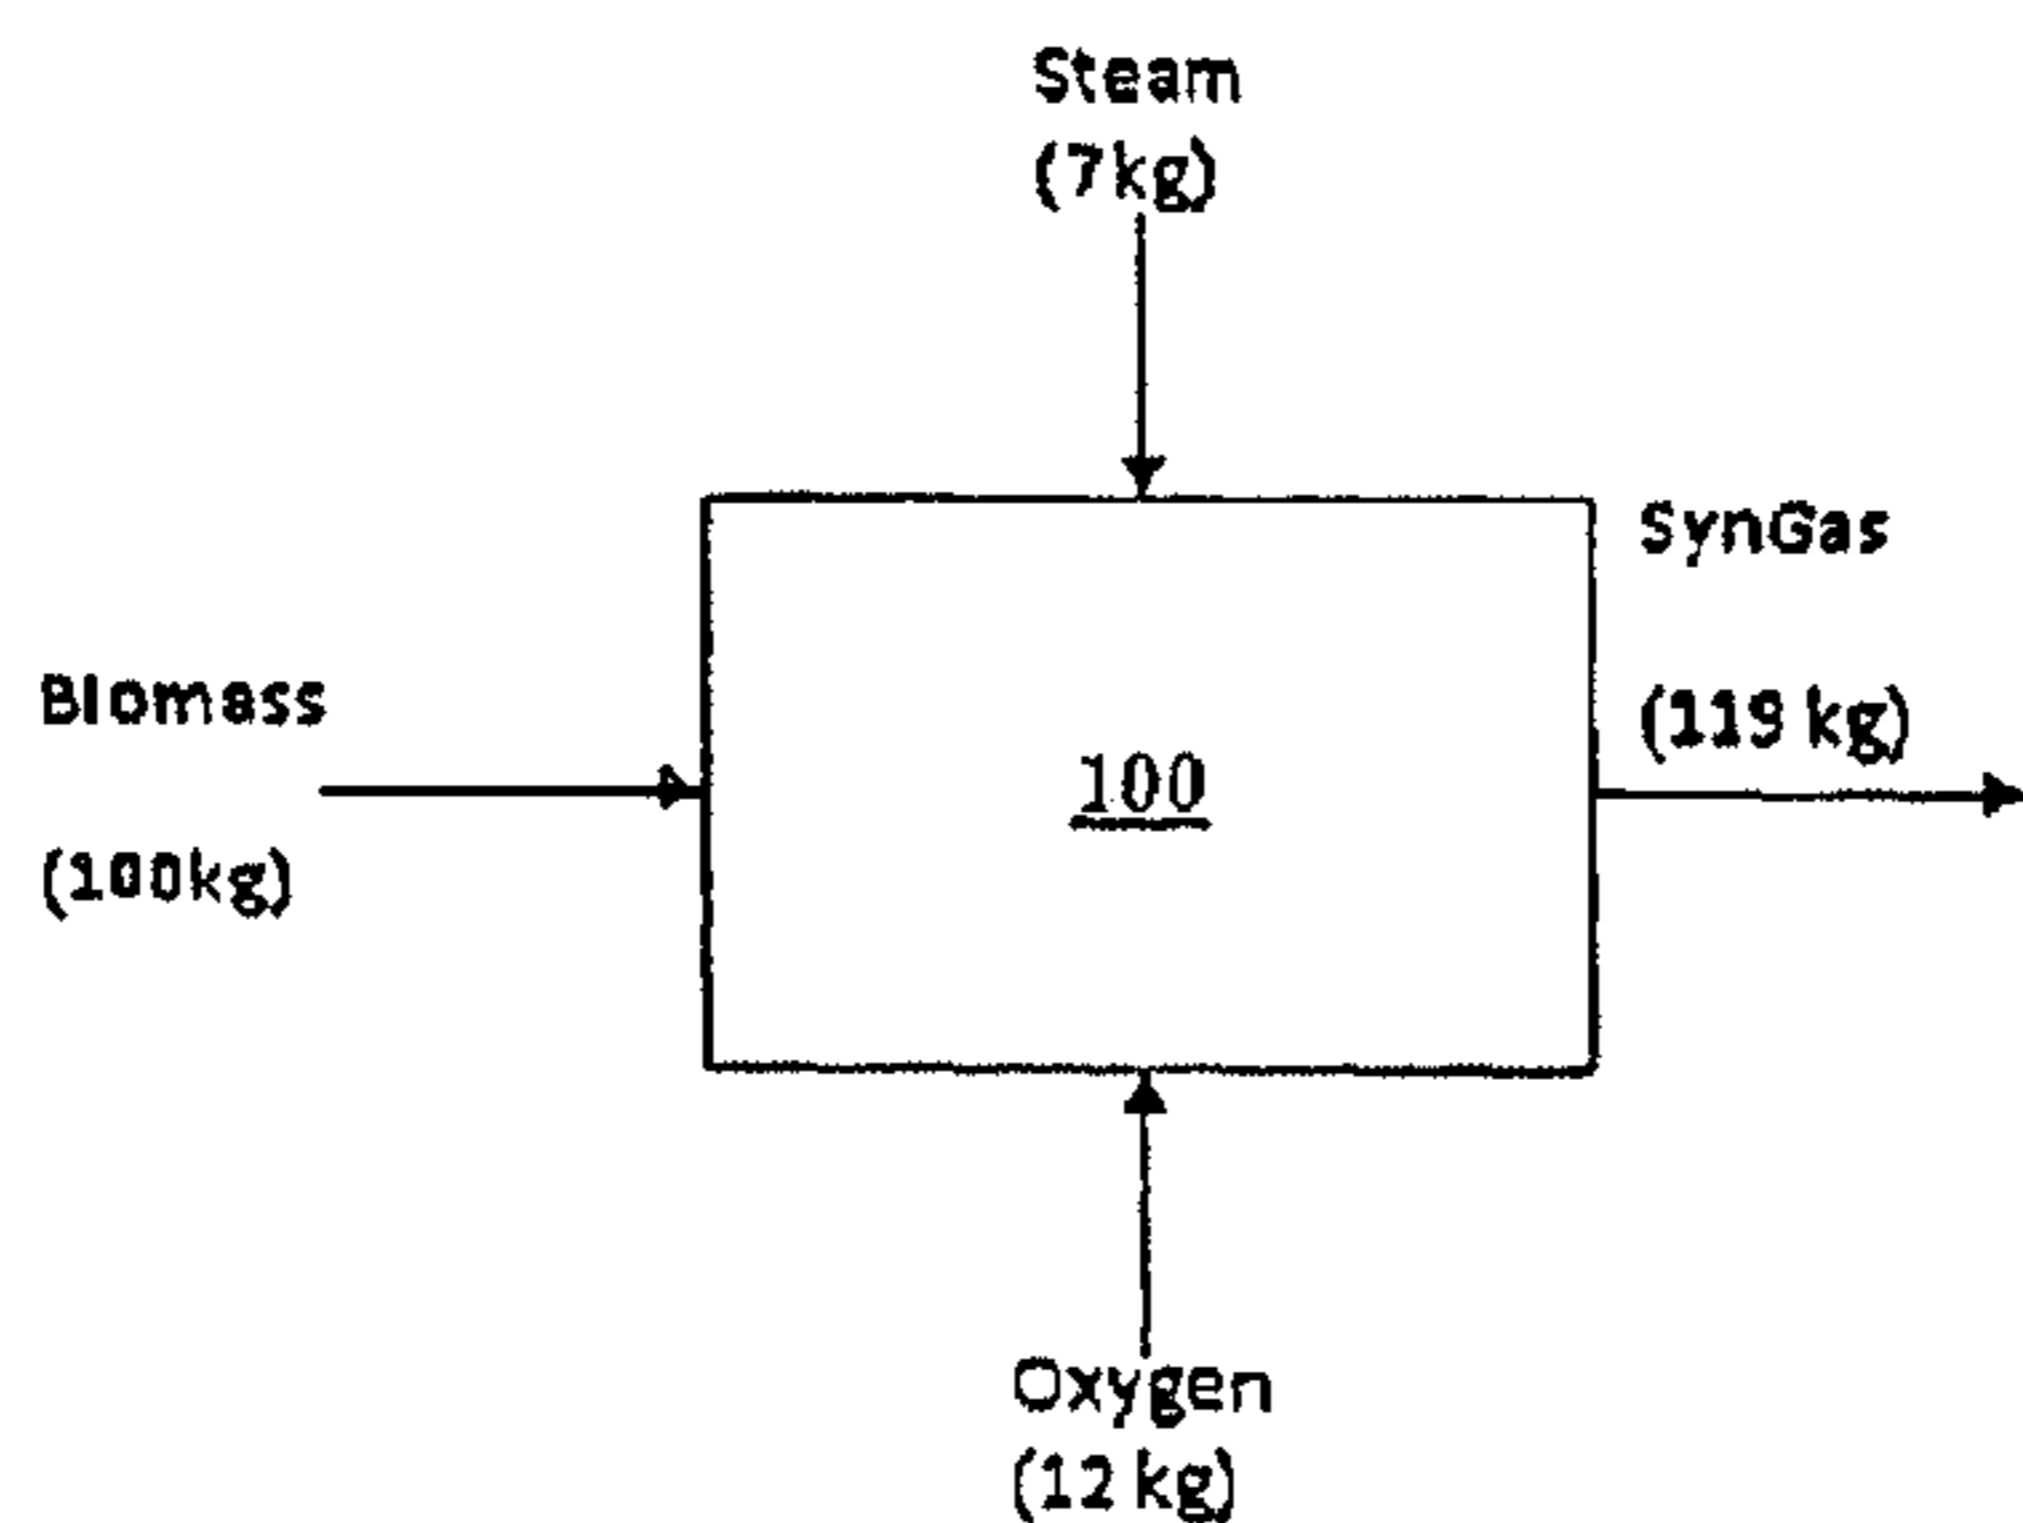 Steam
(7kg)
SynGas
Biomass
(119 kg)
100
(100kg)
Oxygen
(12 kg)